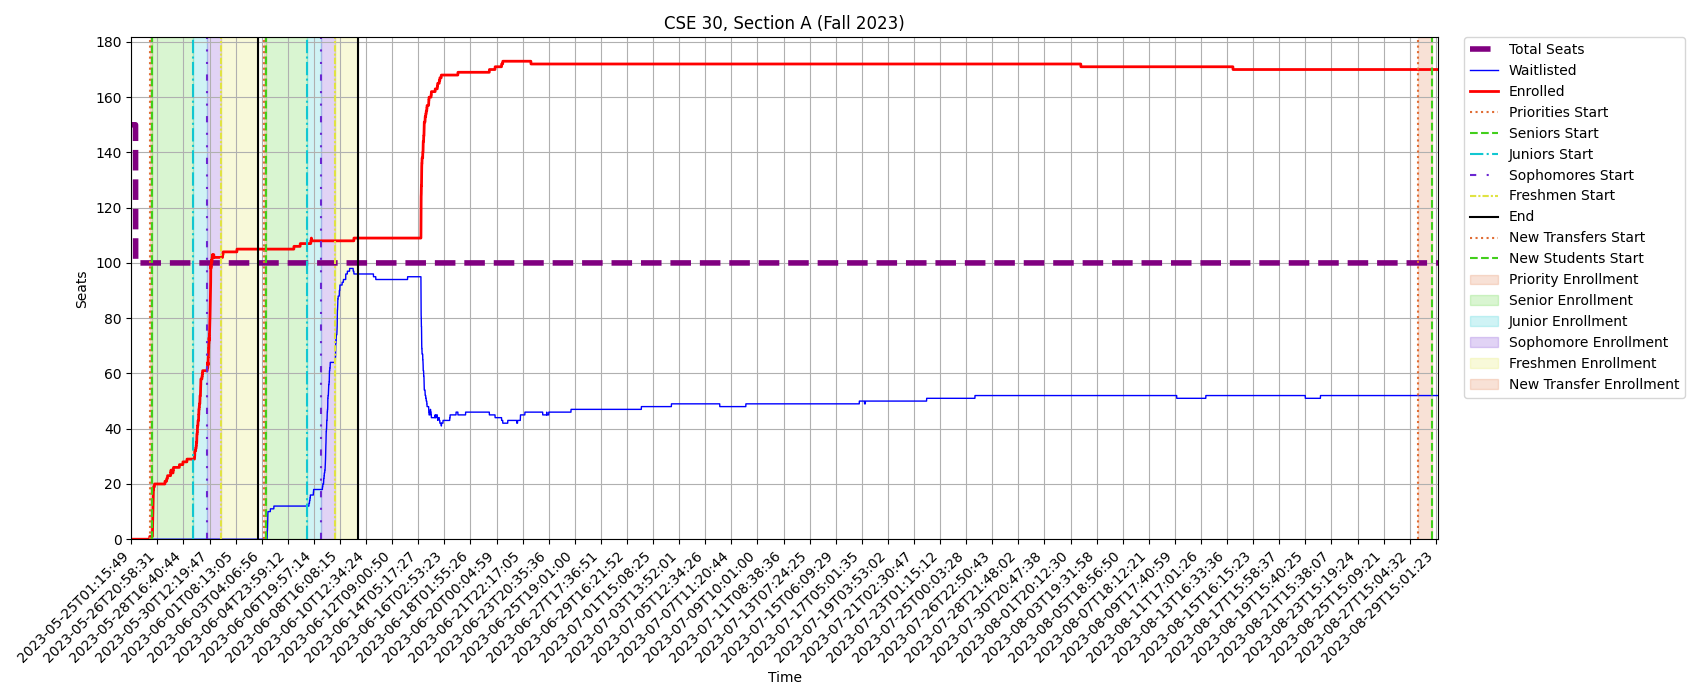 CSE 30, Section A (Fall 2023)
Seats
180
160
140
120
100
80
60
40
20
0
2023-05-25T01:15:49
2023-05-26T20:58:31
2023-05-28T16:40:44
2023-05-30T12:19:47
2023-06-01T08:13:05
2023-06-03T04:06:56
2023-06-04T23:59:12
2023-06-06T19:57:14
2023-06-08T16:08:15
2023-06-10T12:34:24
2023-06-12T09:00:50
2023-06-14T05:17:27
2023-06-16T02:53:23
2023-06-18T01:55:26
2023-06-20T00:04:59
2023-06-21T22:17:05
2023-06-23T20:35:36
2023-06-25T19:01:00
2023-06-27T17:36:51
2023-06-29T16:21:52
2023-07-01T15:08:25
2023-07-03T13:52:01
2023-07-05T12:34:26
2023-07-07T11:20:44
2023-07-09T10:01:00
2023-07-11T08:38:36
2023-07-13T07:24:25
2023-07-15T06:09:29
2023-07-17T05:01:35
2023-07-19T03:53:02
2023-07-21T02:30:47
2023-07-23T01:15:12
2023-07-25T00:03:28
2023-07-26T22:50:43
2023-07-28T21:48:02
2023-07-30T20:47:38
2023-08-01T20:12:30
2023-08-03T19:31:58
2023-08-05T18:56:50
2023-08-07T18:12:21
2023-08-09T17:40:59
2023-08-11T17:01:26
2023-08-13T16:33:36
2023-08-15T16:15:23
2023-08-17T15:58:37
2023-08-19T15:40:25
2023-08-21T15:38:07
2023-08-23T15:19:24
2023-08-25T15:09:21
2023-08-27T15:04:32
2023-08-29T15:01:23
Time
Total Seats
Waitlisted
Enrolled
Priorities Start
Seniors Start
Juniors Start
Sophomores Start
Freshmen Start
End
New Transfers Start
New Students Start
Priority Enrollment
Senior Enrollment
Junior Enrollment
Sophomore Enrollment
Freshmen Enrollment
New Transfer Enrollment